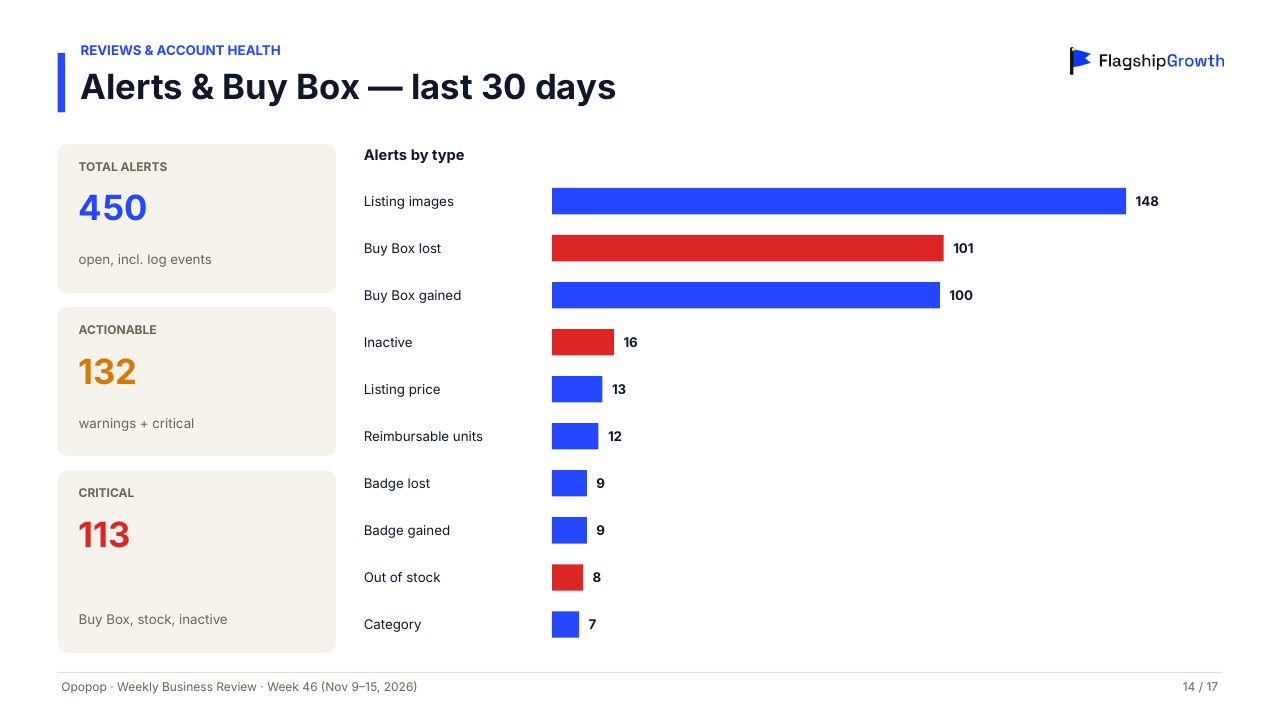 REVIEWS & ACCOUNT HEALTH
Alerts & Buy Box — last 30 days
FlagshipGrowth
TOTAL ALERTS
450
open, incl. log events
ACTIONABLE
132
warnings + critical
CRITICAL
113
Buy Box, stock, inactive
Alerts by type
Listing images 148
Buy Box lost 101
Buy Box gained 100
Inactive 16
Listing price 13
Reimbursable units 12
Badge lost 9
Badge gained 9
Out of stock 8
Category 7
Opopop · Weekly Business Review · Week 46 (Nov 9–15, 2026)
14 / 17